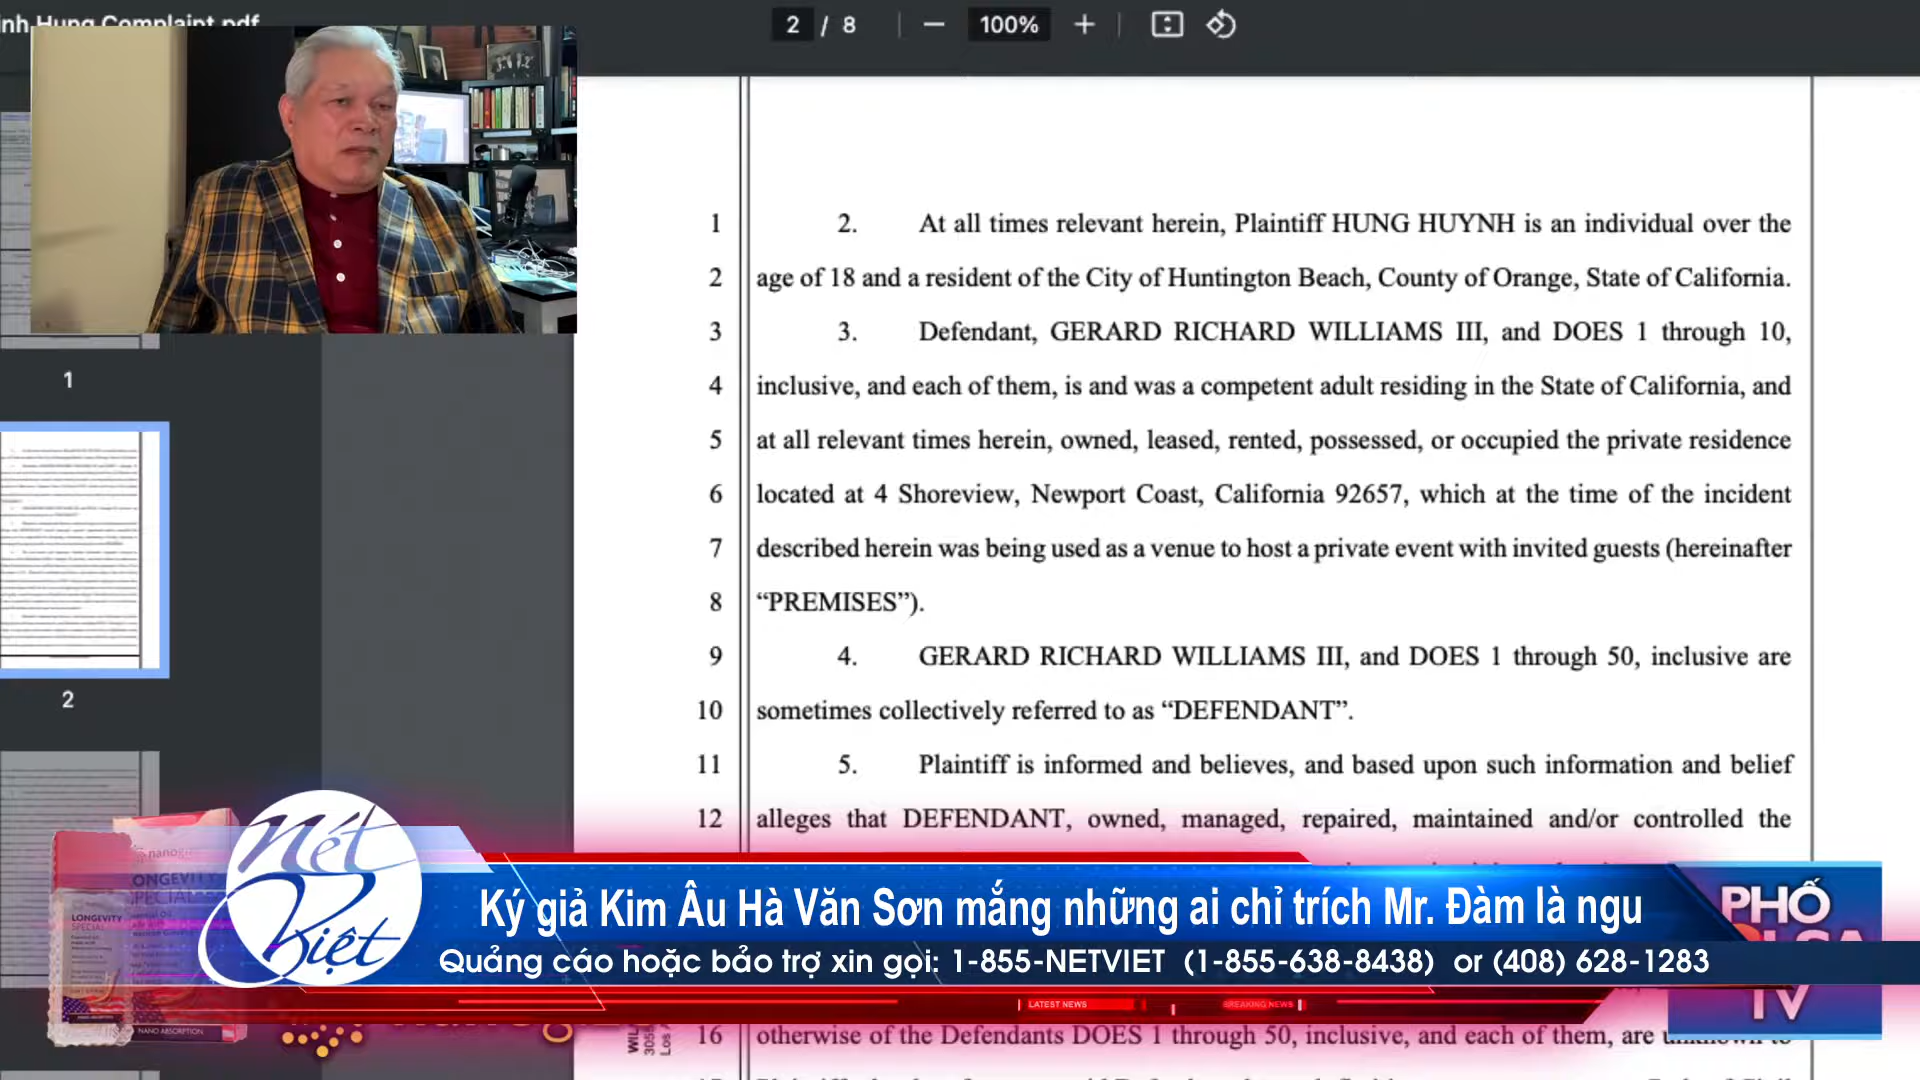 2 / 8
100%
1
2
1 2. At all times relevant herein, Plaintiff HUNG HUYNH is an individual over the
2 age of 18 and a resident of the City of Huntington Beach, County of Orange, State of California.
3 3. Defendant, GERARD RICHARD WILLIAMS III, and DOES 1 through 10,
4 inclusive, and each of them, is and was a competent adult residing in the State of California, and
5 at all relevant times herein, owned, leased, rented, possessed, or occupied the private residence
6 located at 4 Shoreview, Newport Coast, California 92657, which at the time of the incident
7 described herein was being used as a venue to host a private event with invited guests (hereinafter
8 “PREMISES”).
9 4. GERARD RICHARD WILLIAMS III, and DOES 1 through 50, inclusive are
10 sometimes collectively referred to as “DEFENDANT”.
11 5. Plaintiff is informed and believes, and based upon such information and belief
12 alleges that DEFENDANT, owned, managed, repaired, maintained and/or controlled the
Nét Việt
LONGEVITY
SPECIAL
NANO ABSORPTION
Ký giả Kim Âu Hà Văn Sơn mắng những ai chỉ trích Mr. Đàm là ngu
Quảng cáo hoặc bảo trợ xin gọi: 1-855-NETVIET (1-855-638-8438) or (408) 628-1283
PHỐ
TV
LATEST NEWS
BREAKING NEWS
16 otherwise of the Defendants DOES 1 through 50, inclusive, and each of them, are